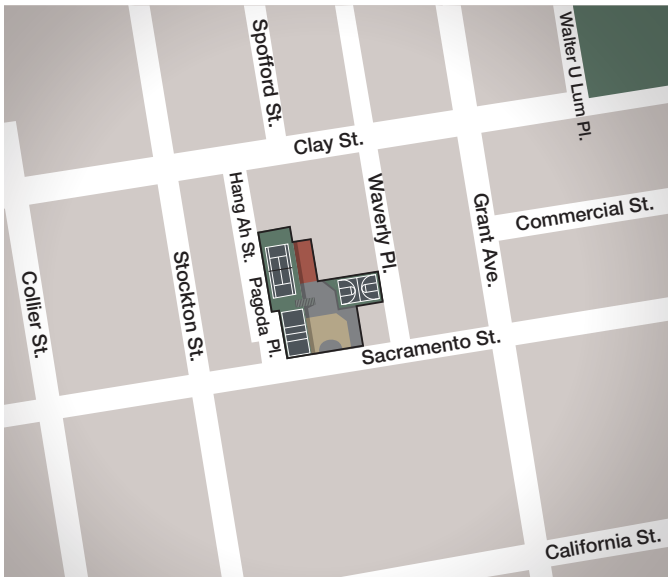 Spofford St.
Walter U Lum Pl.
Clay St.
Hang Ah St.
Waverly Pl.
Grant Ave.
Commercial St.
Collier St.
Stockton St.
Pagoda Pl.
Sacramento St.
California St.